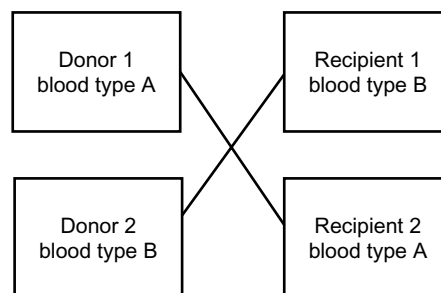 Donor 1
blood type A
Recipient 1
blood type B
Donor 2
blood type B
Recipient 2
blood type A